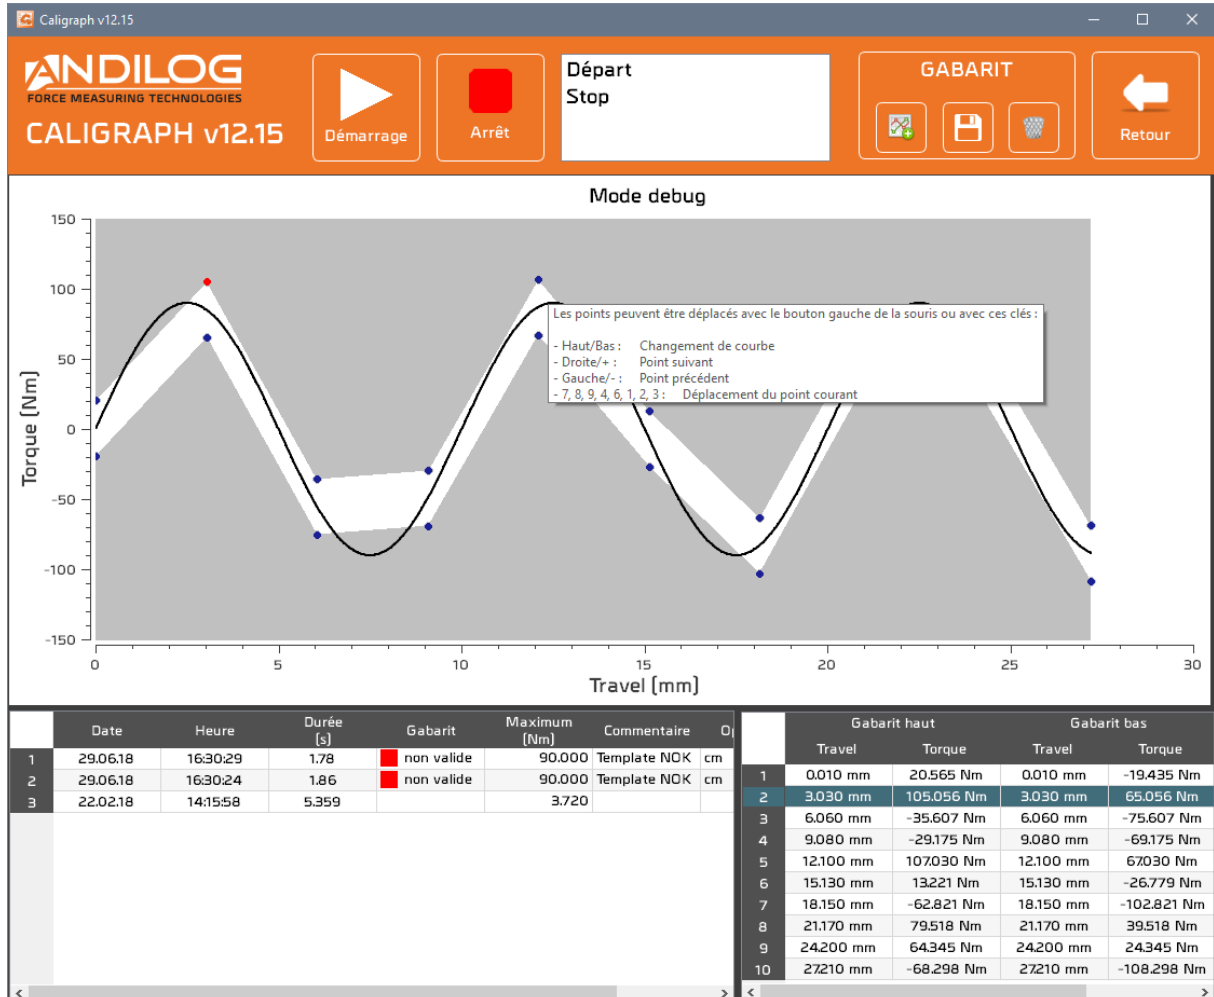 Caligraph v12.15
ANDILOG
FORCE MEASURING TECHNOLOGIES
CALIGRAPH v12.15
Démarrage
Arrêt
Départ
Stop
GABARIT
Retour
Mode debug
Torque [Nm]
150
100
50
0
-50
-100
-150
Les points peuvent être déplacés avec le bouton gauche de la souris ou avec ces clés :
- Haut/Bas : Changement de courbe
- Droite/+ : Point suivant
- Gauche/- : Point précédent
- 7, 8, 9, 4, 6, 1, 2, 3 : Déplacement du point courant
0 5 10 15 20 25 30
Travel [mm]
Date Heure Durée [s] Gabarit Maximum [Nm] Commentaire
1 29.06.18 16:30:29 1.78 non valide 90.000 Template NOK cm
2 29.06.18 16:30:24 1.86 non valide 90.000 Template NOK cm
3 22.02.18 14:15:58 5.359 3.720
Gabarit haut Gabarit bas
Travel Torque Travel Torque
1 0.010 mm 20.565 Nm 0.010 mm -19.435 Nm
2 3.030 mm 105.056 Nm 3.030 mm 65.056 Nm
3 6.060 mm -35.607 Nm 6.060 mm -75.607 Nm
4 9.080 mm -29.175 Nm 9.080 mm -69.175 Nm
5 12.100 mm 107.030 Nm 12.100 mm 67.030 Nm
6 15.130 mm 13.221 Nm 15.130 mm -26.779 Nm
7 18.150 mm -62.821 Nm 18.150 mm -102.821 Nm
8 21.170 mm 79.518 Nm 21.170 mm 39.518 Nm
9 24.200 mm 64.345 Nm 24.200 mm 24.345 Nm
10 27.210 mm -68.298 Nm 27.210 mm -108.298 Nm